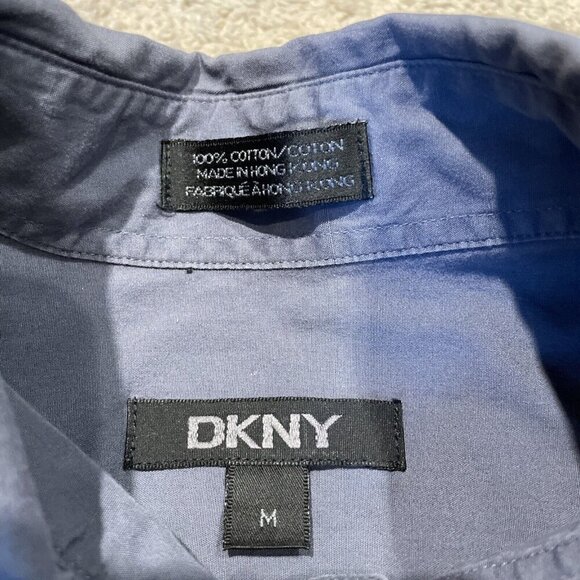 100% COTTON/COTON
MADE IN HONG KONG
FABRIQUÉ À HONG KONG
DKNY
M